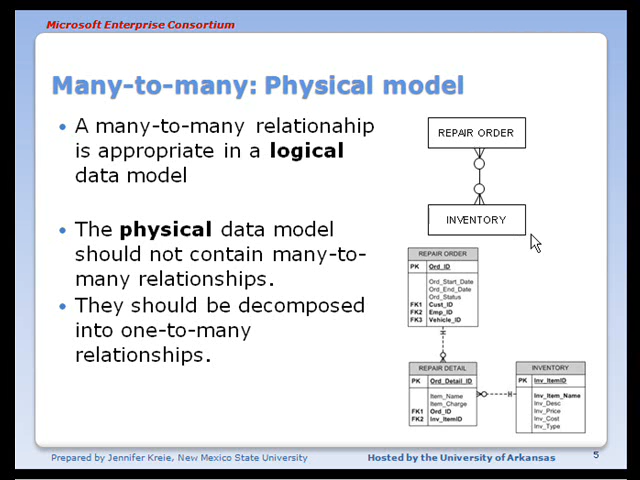 Microsoft Enterprise Consortium
Many-to-many: Physical model
• A many-to-many relationahip
is appropriate in a logical
data model
• The physical data model
should not contain many-to-
many relationships.
• They should be decomposed
into one-to-many
relationships.
REPAIR ORDER
INVENTORY
REPAIR ORDER
PK Ord_ID
Ord_Start_Date
Ord_End_Date
Ord_Status
FK1 Cust_ID
FK2 Emp_ID
FK3 Vehicle_ID
REPAIR DETAIL
PK Ord_Detail_ID
Item_Name
Item_Charge
FK1 Ord_ID
FK2 Inv_ItemID
INVENTORY
PK Inv_ItemID
Inv_Item_Name
Inv_Desc
Inv_Price
Inv_Cost
Inv_Type
Prepared by Jennifer Kreie, New Mexico State University
Hosted by the University of Arkansas
5